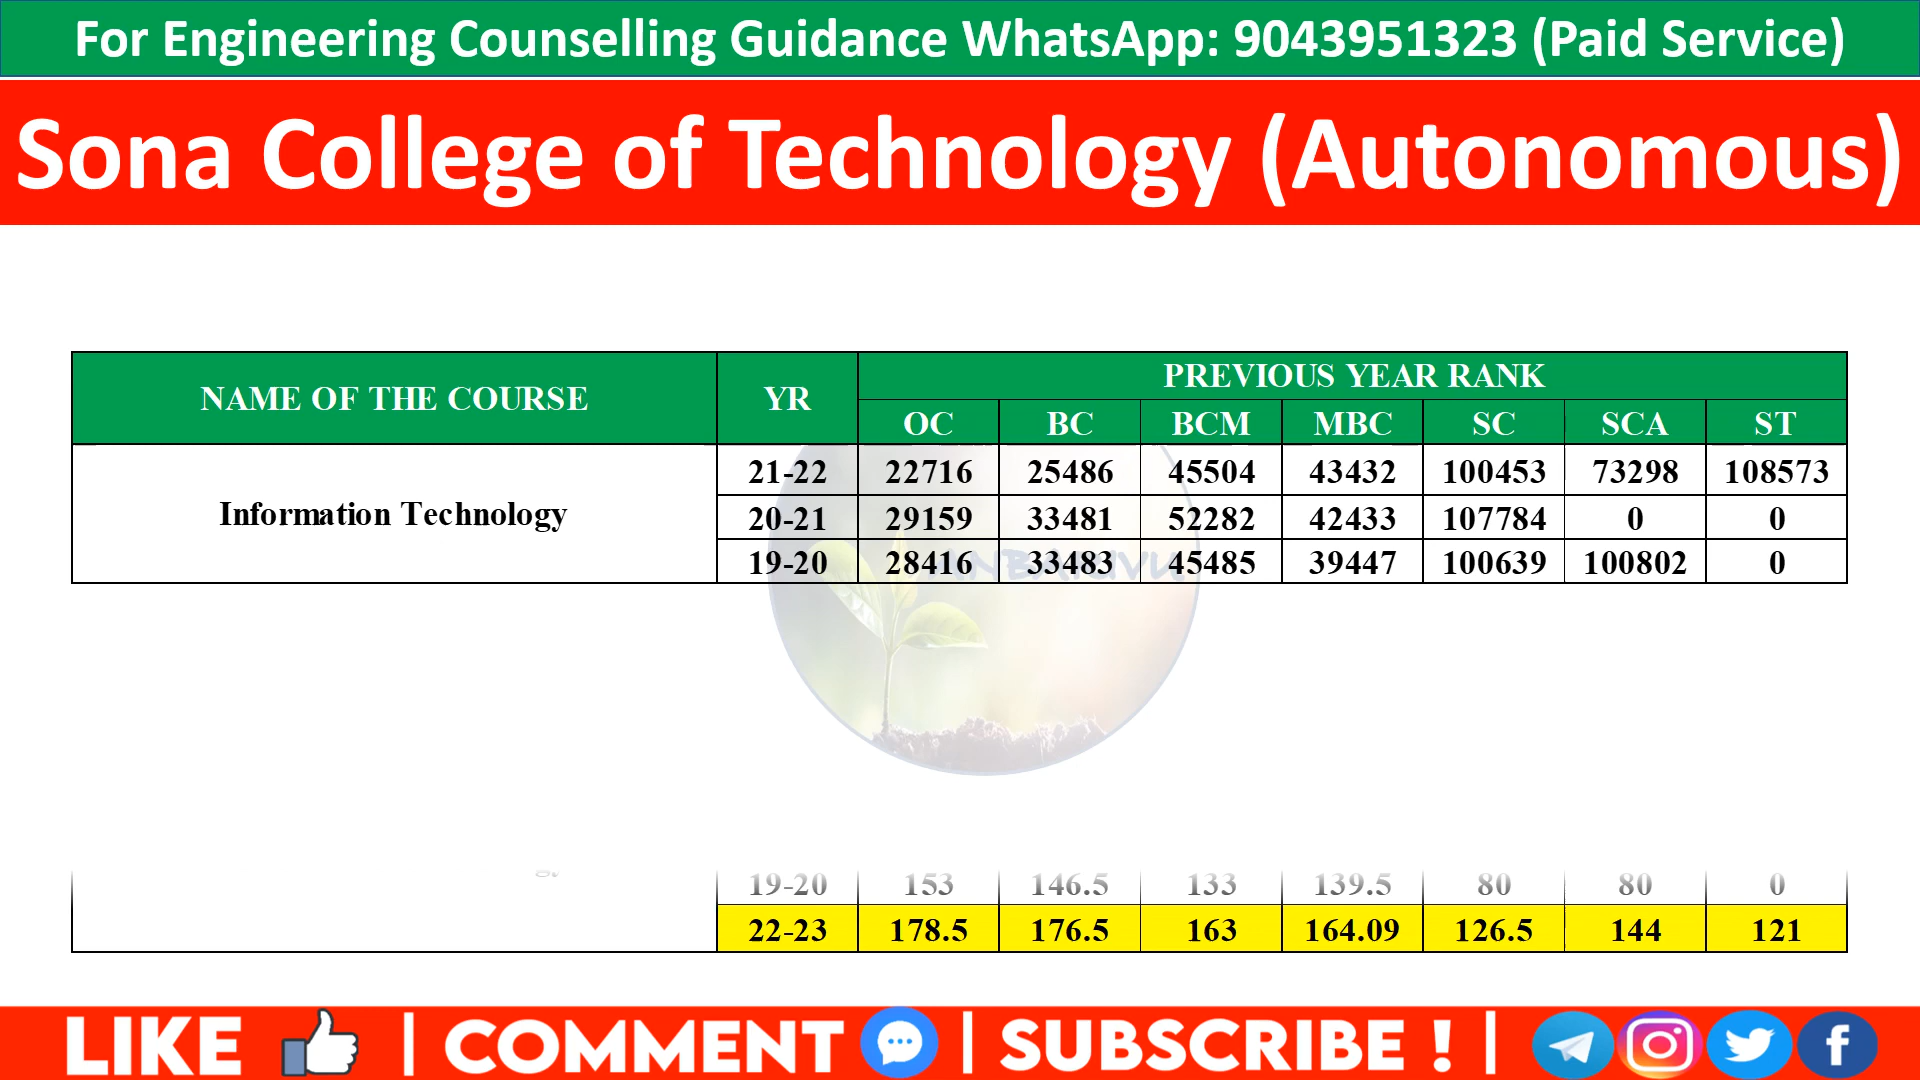 For Engineering Counselling Guidance WhatsApp: 9043951323 (Paid Service)
Sona College of Technology (Autonomous)
NAME OF THE COURSE YR PREVIOUS YEAR RANK
OC BC BCM MBC SC SCA ST
Information Technology
21-22 22716 25486 45504 43432 100453 73298 108573
20-21 29159 33481 52282 42433 107784 0 0
19-20 28416 33483 45485 39447 100639 100802 0
19-20 153 146.5 133 139.5 80 80 0
22-23 178.5 176.5 163 164.09 126.5 144 121
LIKE | COMMENT | SUBSCRIBE ! |